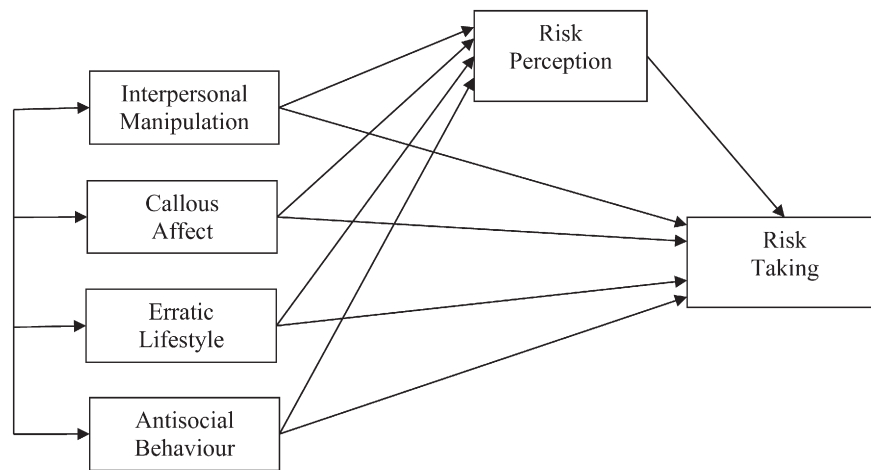 Risk
Perception
Interpersonal
Manipulation
Callous
Affect
Risk
Taking
Erratic
Lifestyle
Antisocial
Behaviour